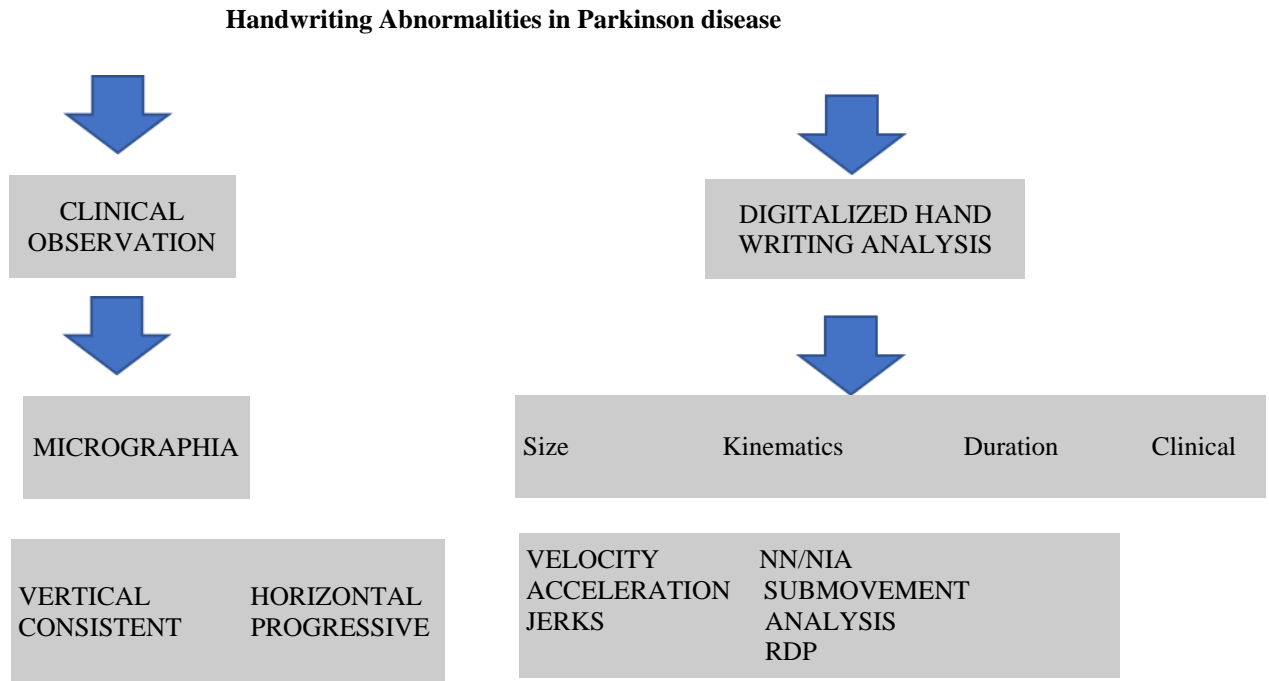 Handwriting Abnormalities in Parkinson disease
CLINICAL
OBSERVATION
DIGITALIZED HAND
WRITING ANALYSIS
MICROGRAPHIA
Size Kinematics Duration Clinical
VERTICAL HORIZONTAL
CONSISTENT PROGRESSIVE
VELOCITY NN/NIA
ACCELERATION SUBMOVEMENT
JERKS ANALYSIS
RDP